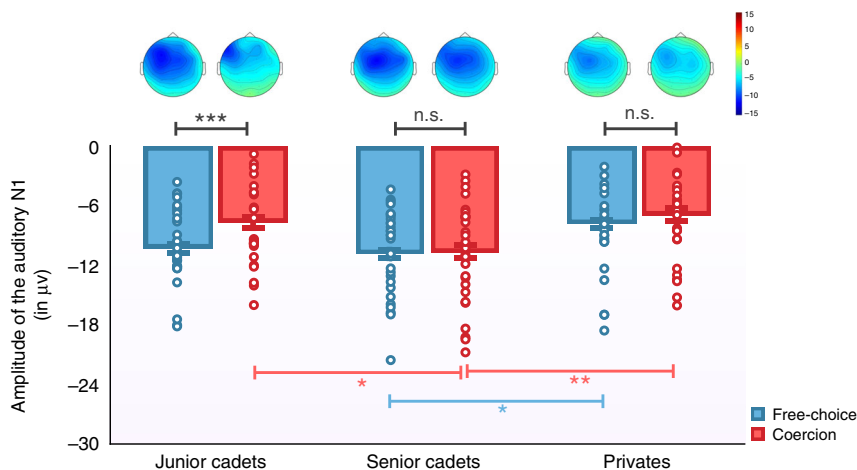 15
10
5
0
−5
−10
−15
*** n.s. n.s.
0
−6
−12
−18
−24
−30
Amplitude of the auditory N1
(in μv)
* **
*
Free-choice
Coercion
Junior cadets Senior cadets Privates